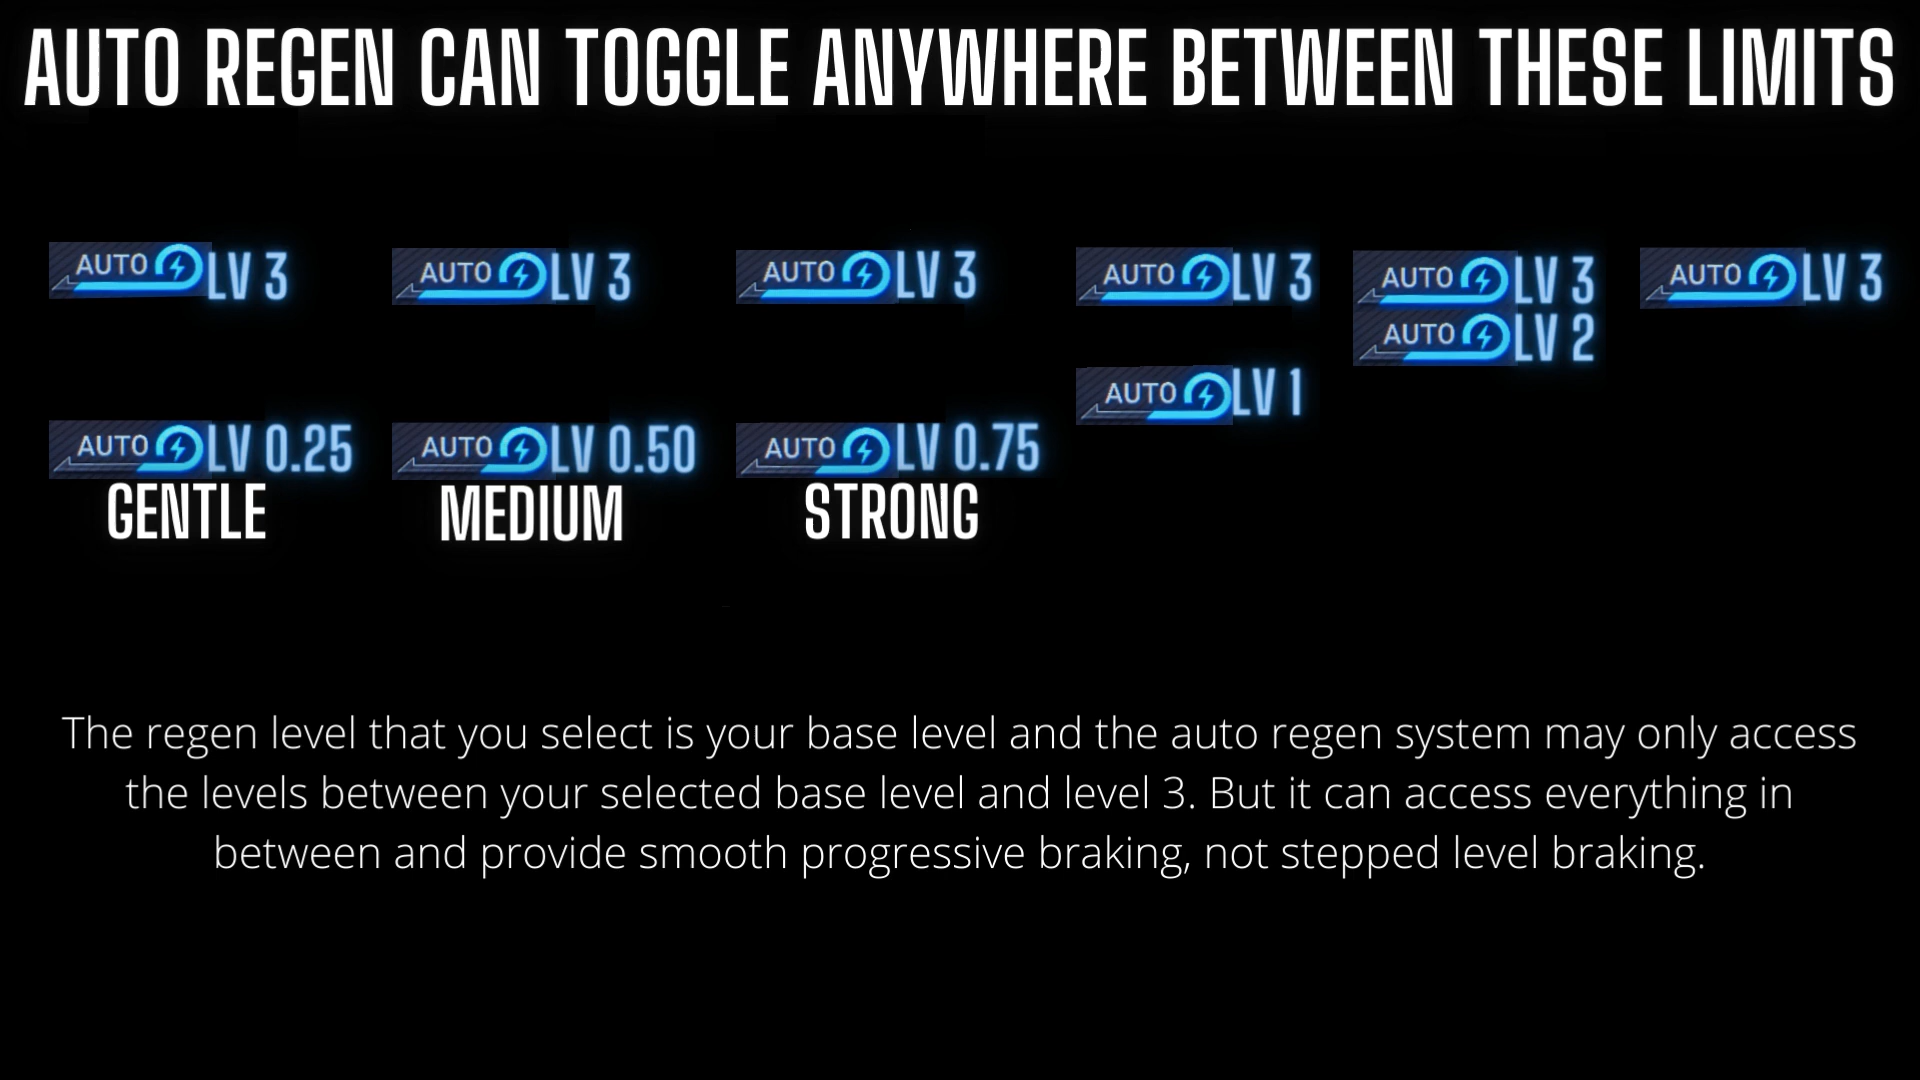 AUTO REGEN CAN TOGGLE ANYWHERE BETWEEN THESE LIMITS
AUTO LV 3
AUTO LV 0.25
GENTLE
AUTO LV 3
AUTO LV 0.50
MEDIUM
AUTO LV 3
AUTO LV 0.75
STRONG
AUTO LV 3
AUTO LV 1
AUTO LV 3
AUTO LV 2
AUTO LV 3
The regen level that you select is your base level and the auto regen system may only access
the levels between your selected base level and level 3. But it can access everything in
between and provide smooth progressive braking, not stepped level braking.